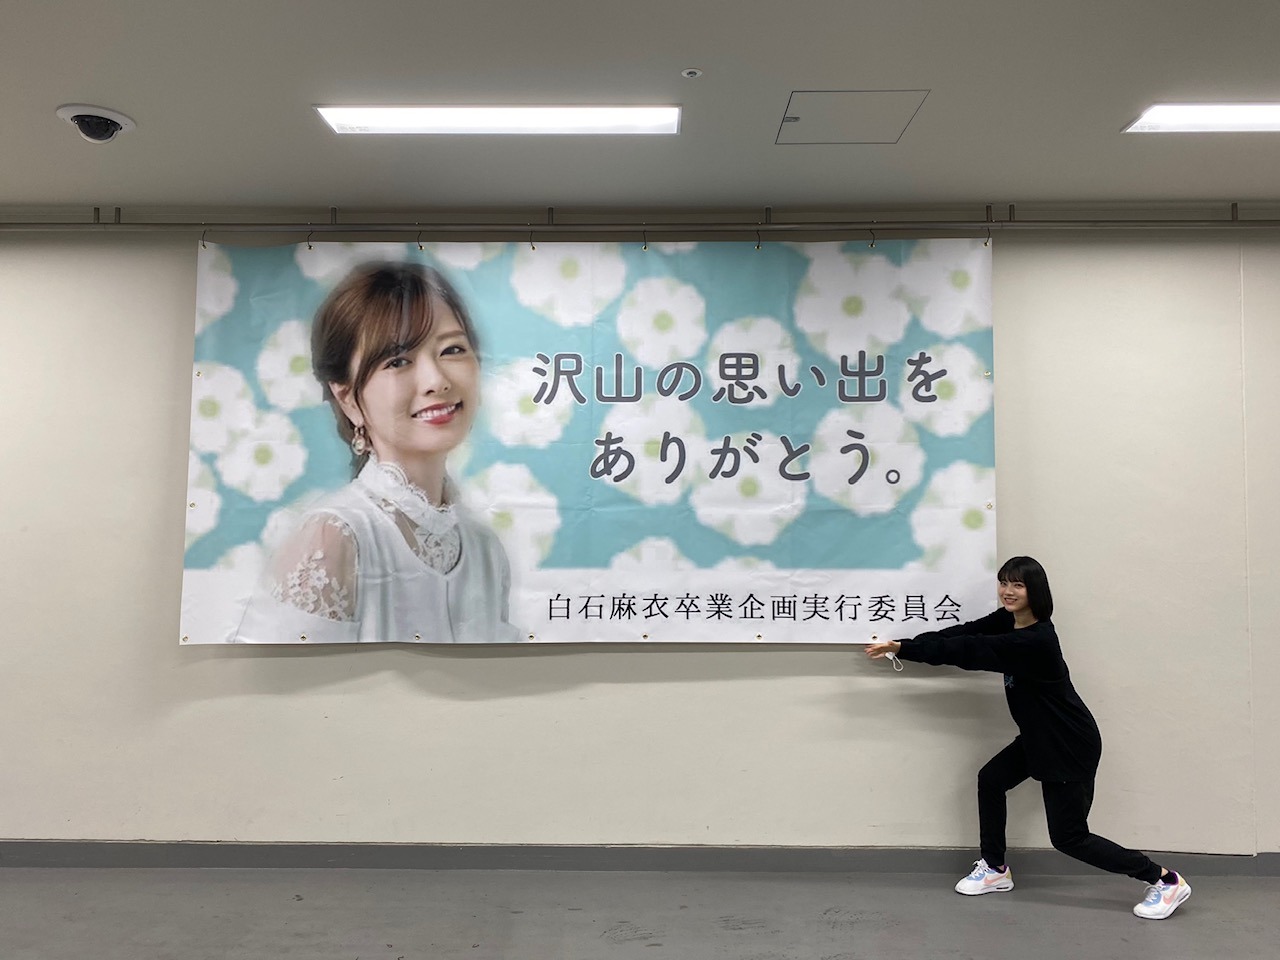 沢山の思い出を
ありがとう。
白石麻衣卒業企画実行委員会